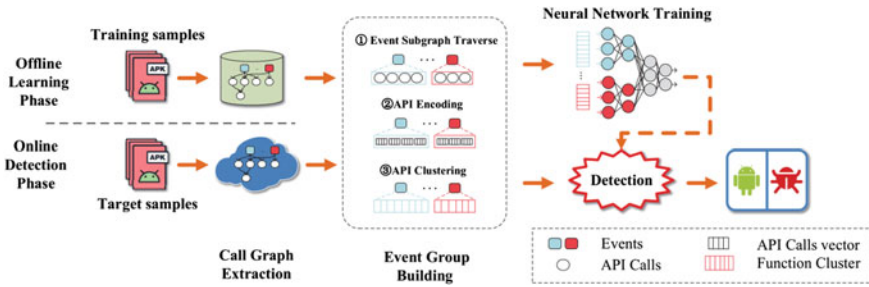 Neural Network Training
Training samples
① Event Subgraph Traverse
Offline
Learning
Phase
APK
②API Encoding
Online
Detection
Phase
APK
③API Clustering
Detection
Target samples
Call Graph
Extraction
Event Group
Building
Events
API Calls vector
API Calls
Function Cluster